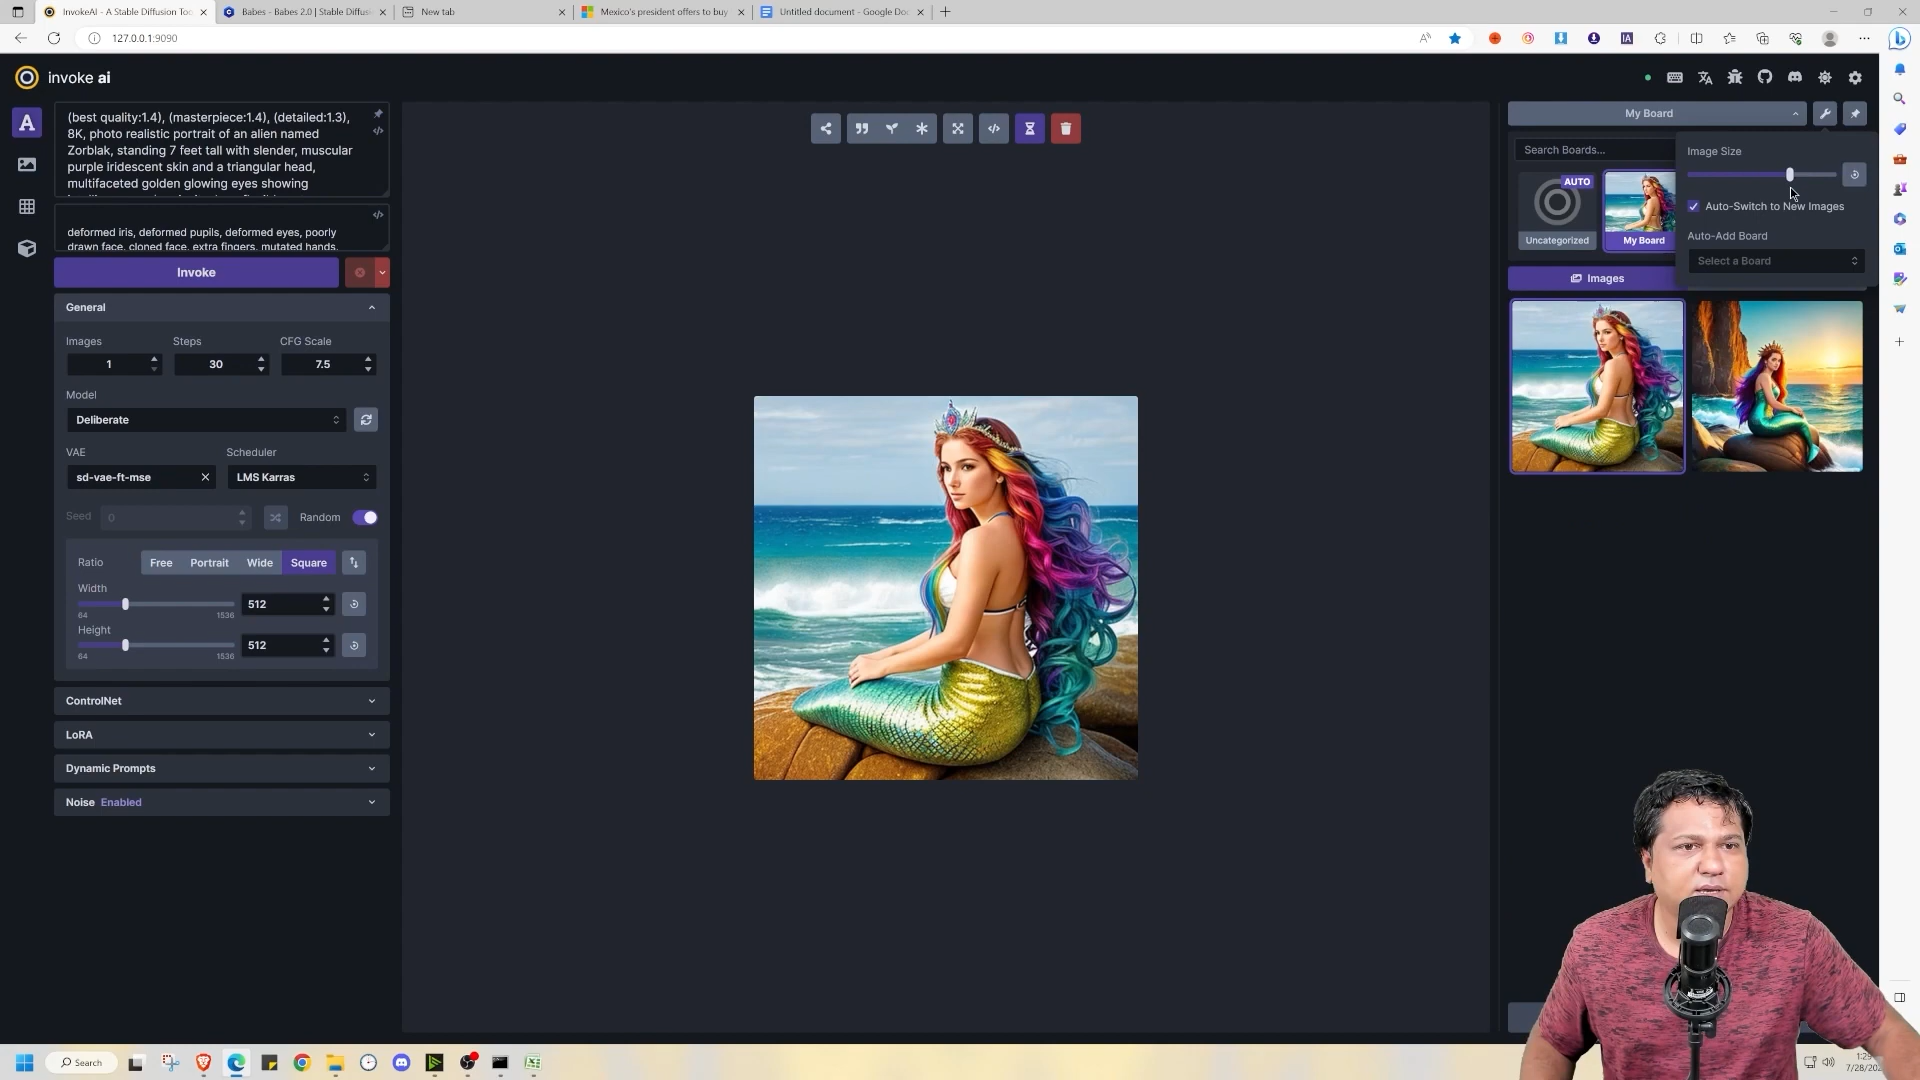 InvokeAI - A Stable Diffusion Too
Babes - Babes 2.0 | Stable Diffusi
New tab
Mexico's president offers to buy
Untitled document - Google Doc
127.0.0.1:9090
invoke ai
(best quality:1.4), (masterpiece:1.4), (detailed:1.3),
8K, photo realistic portrait of an alien named
Zorblak, standing 7 feet tall with slender, muscular
purple iridescent skin and a triangular head,
multifaceted golden glowing eyes showing
deformed iris, deformed pupils, deformed eyes, poorly
drawn face, cloned face, extra fingers, mutated hands,
Invoke
General
Images
Steps
CFG Scale
1
30
7.5
Model
Deliberate
VAE
Scheduler
sd-vae-ft-mse
LMS Karras
Seed
0
Random
Ratio
Free
Portrait
Wide
Square
Width
512
64
1536
Height
512
64
1536
ControlNet
LoRA
Dynamic Prompts
Noise Enabled
My Board
Search Boards...
AUTO
Uncategorized
My Board
Image Size
Auto-Switch to New Images
Auto-Add Board
Select a Board
Images
Search
1:29
7/28/202